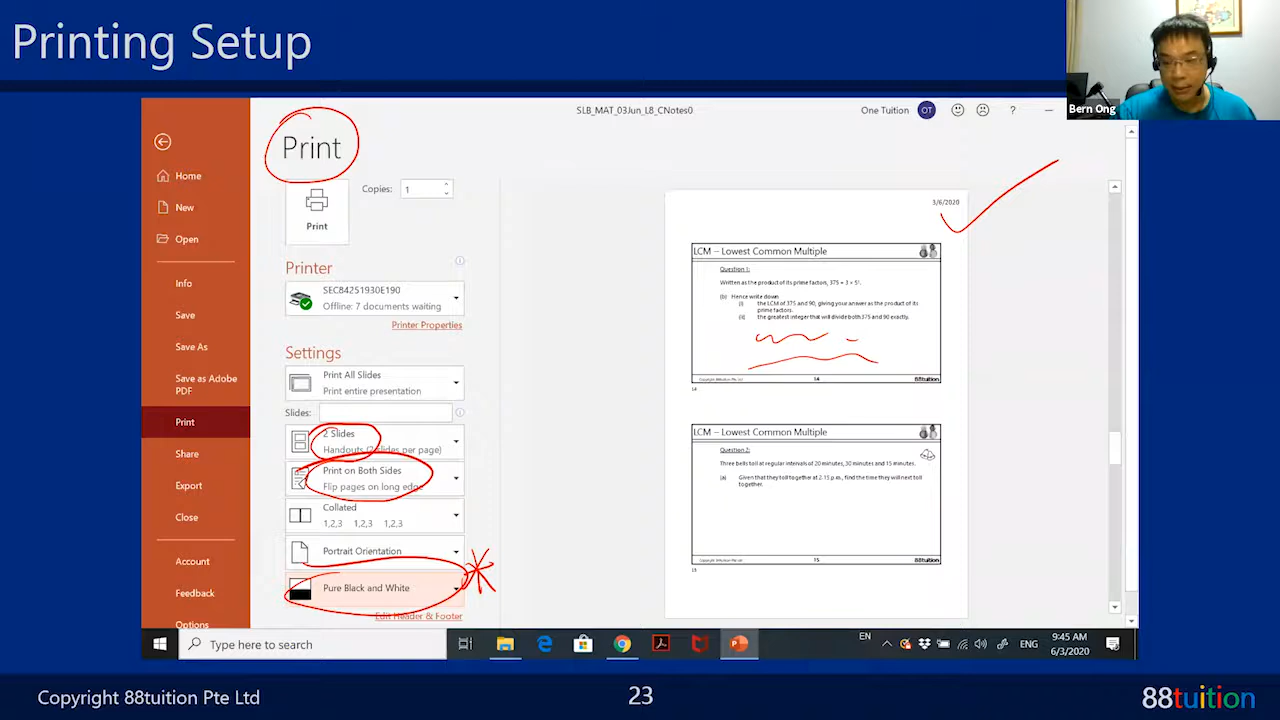 Printing Setup
Bern Ong
SLB_MAT_03Jun_L8_CNotes0
One Tuition
OT
?
Print
Home
New
Open
Info
Save
Save As
Save as Adobe
PDF
Print
Share
Export
Close
Account
Feedback
Options
Copies:
1
Print
Printer
SEC84251930E190
Offline: 7 documents waiting
Printer Properties
Settings
Print All Slides
Print entire presentation
Slides:
2 Slides
Handouts (2 slides per page)
Print on Both Sides
Flip pages on long edge
Collated
1,2,3 1,2,3 1,2,3
Portrait Orientation
Pure Black and White
Edit Header & Footer
3/6/2020
LCM – Lowest Common Multiple
Question 1:
Written as the product of its prime factors, 375 = 3 × 5³.
(b) Hence write down
(i) the LCM of 375 and 90, giving your answer as the product of its
prime factors.
(ii) the greatest integer that will divide both 375 and 90 exactly.
Copyright 88tuition Pte Ltd
14
88tuition
14
LCM – Lowest Common Multiple
Question 2:
Three bells toll at regular intervals of 20 minutes, 30 minutes and 15 minutes.
(a) Given that they toll together at 2.15 p.m., find the time they will next toll
together.
Copyright 88tuition Pte Ltd
15
88tuition
15
Type here to search
EN
ENG
9:45 AM
6/3/2020
Copyright 88tuition Pte Ltd
23
88tuition